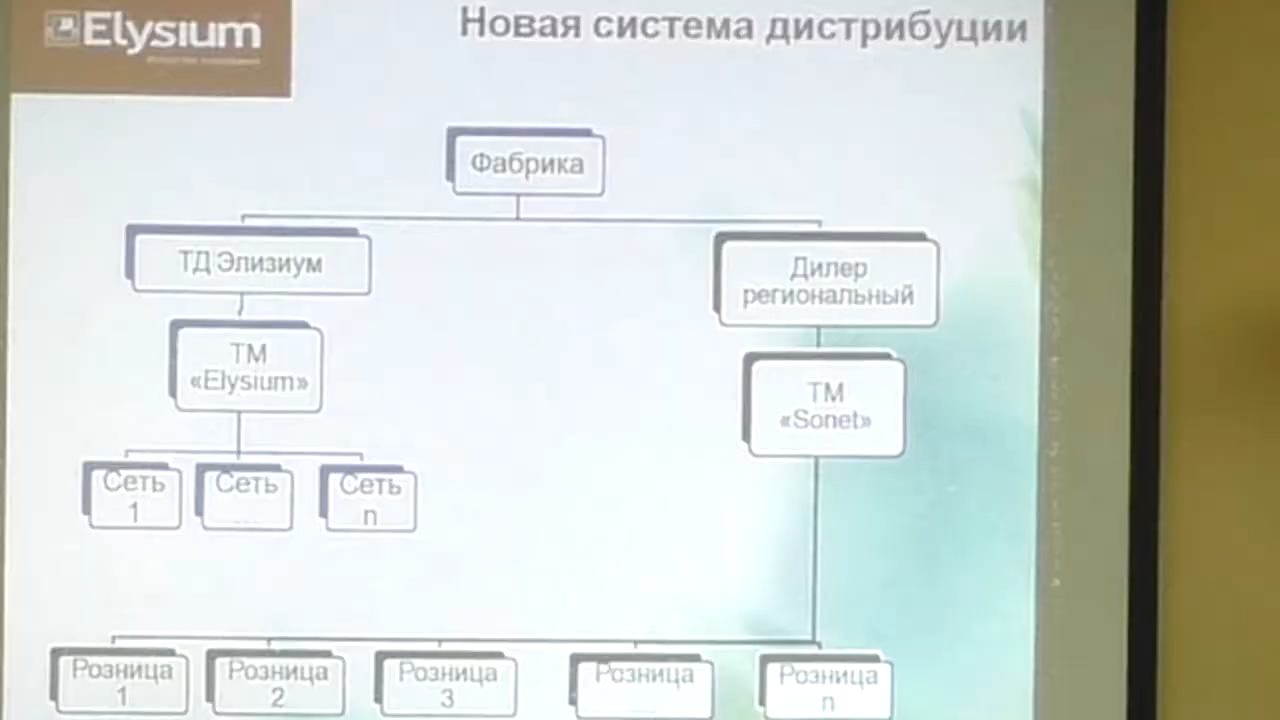 Elysium
Новая система дистрибуции
Фабрика
ТД Элизиум
Дилер
региональный
ТМ
«Elysium»
ТМ
«Sonet»
Сеть
1
Сеть
...
Сеть
n
Розница
1
Розница
2
Розница
3
Розница
Розница
n